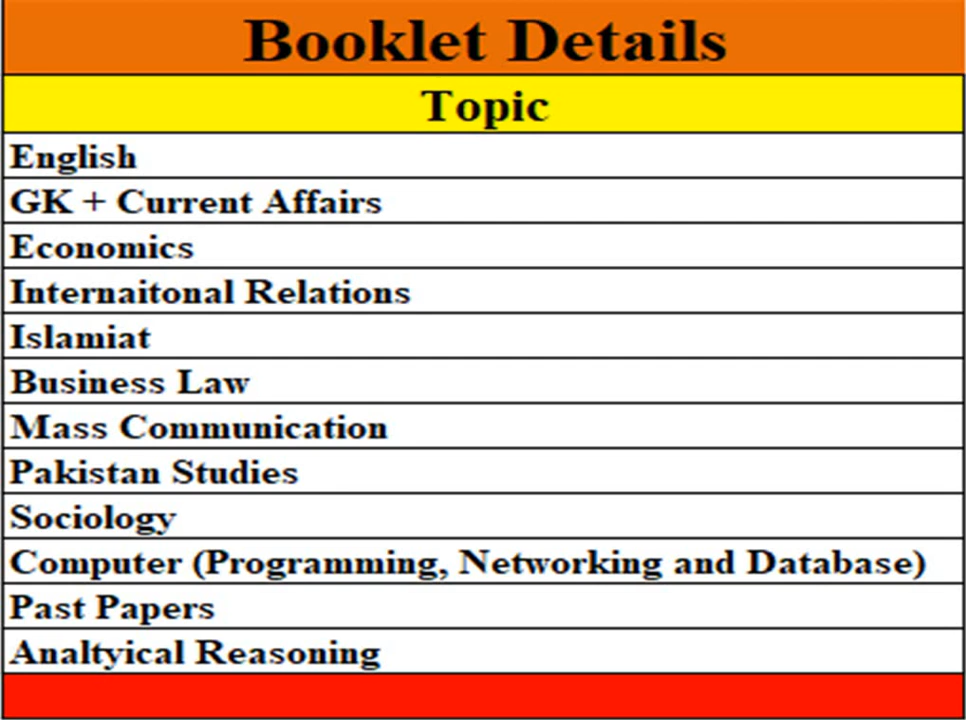 Booklet Details
Topic
English
GK + Current Affairs
Economics
Internaitonal Relations
Islamiat
Business Law
Mass Communication
Pakistan Studies
Sociology
Computer (Programming, Networking and Database)
Past Papers
Analtyical Reasoning